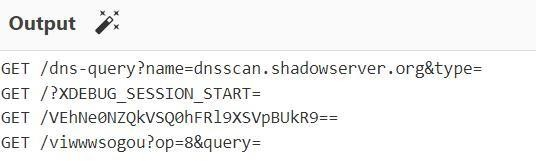 Output
GET /dns-query?name=dnsscan.shadowserver.org&type=
GET /?XDEBUG_SESSION_START=
GET /VEhNe0NZQkVSQ0hFRl9XSVpBUkR9==
GET /viwwwsogou?op=8&query=